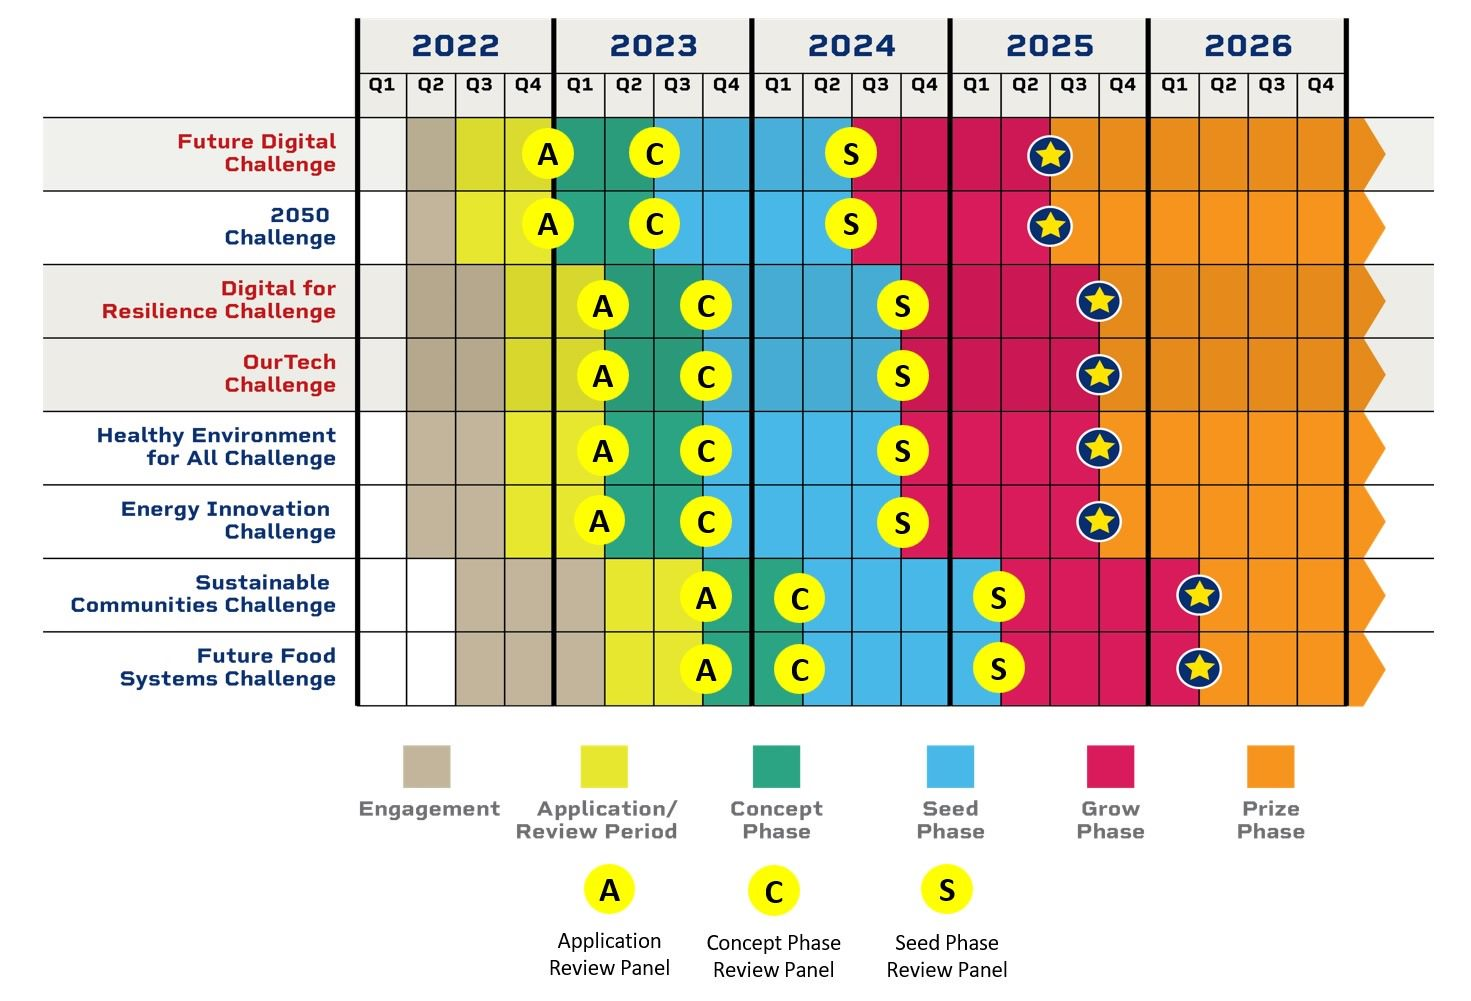 2022 2023 2024 2025 2026
Q1 Q2 Q3 Q4 Q1 Q2 Q3 Q4 Q1 Q2 Q3 Q4 Q1 Q2 Q3 Q4 Q1 Q2 Q3 Q4
Future Digital
Challenge
A C S
2050
Challenge
A C S
Digital for
Resilience Challenge
A C S
OurTech
Challenge
A C S
Healthy Environment
for All Challenge
A C S
Energy Innovation
Challenge
A C S
Sustainable
Communities Challenge
A C S
Future Food
Systems Challenge
A C S
Engagement
Application/
Review Period
Concept
Phase
Seed
Phase
Grow
Phase
Prize
Phase
A
Application
Review Panel
C
Concept Phase
Review Panel
S
Seed Phase
Review Panel